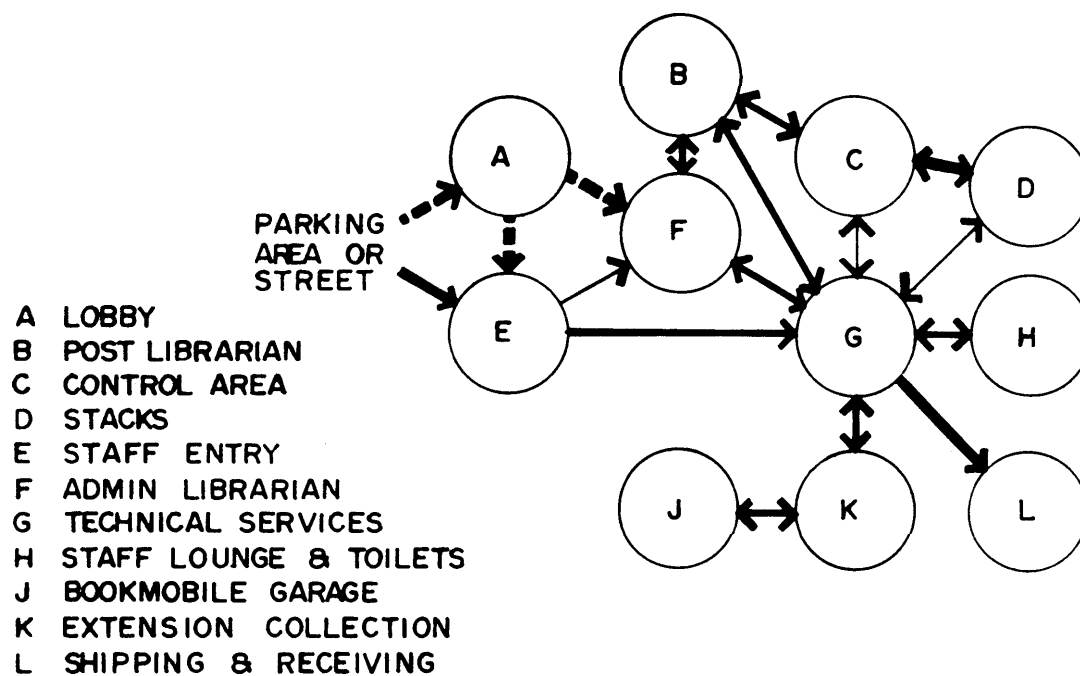 B
A
C
D
F
PARKING
AREA OR
STREET
E
G
H
J
K
L
A LOBBY
B POST LIBRARIAN
C CONTROL AREA
D STACKS
E STAFF ENTRY
F ADMIN LIBRARIAN
G TECHNICAL SERVICES
H STAFF LOUNGE & TOILETS
J BOOKMOBILE GARAGE
K EXTENSION COLLECTION
L SHIPPING & RECEIVING